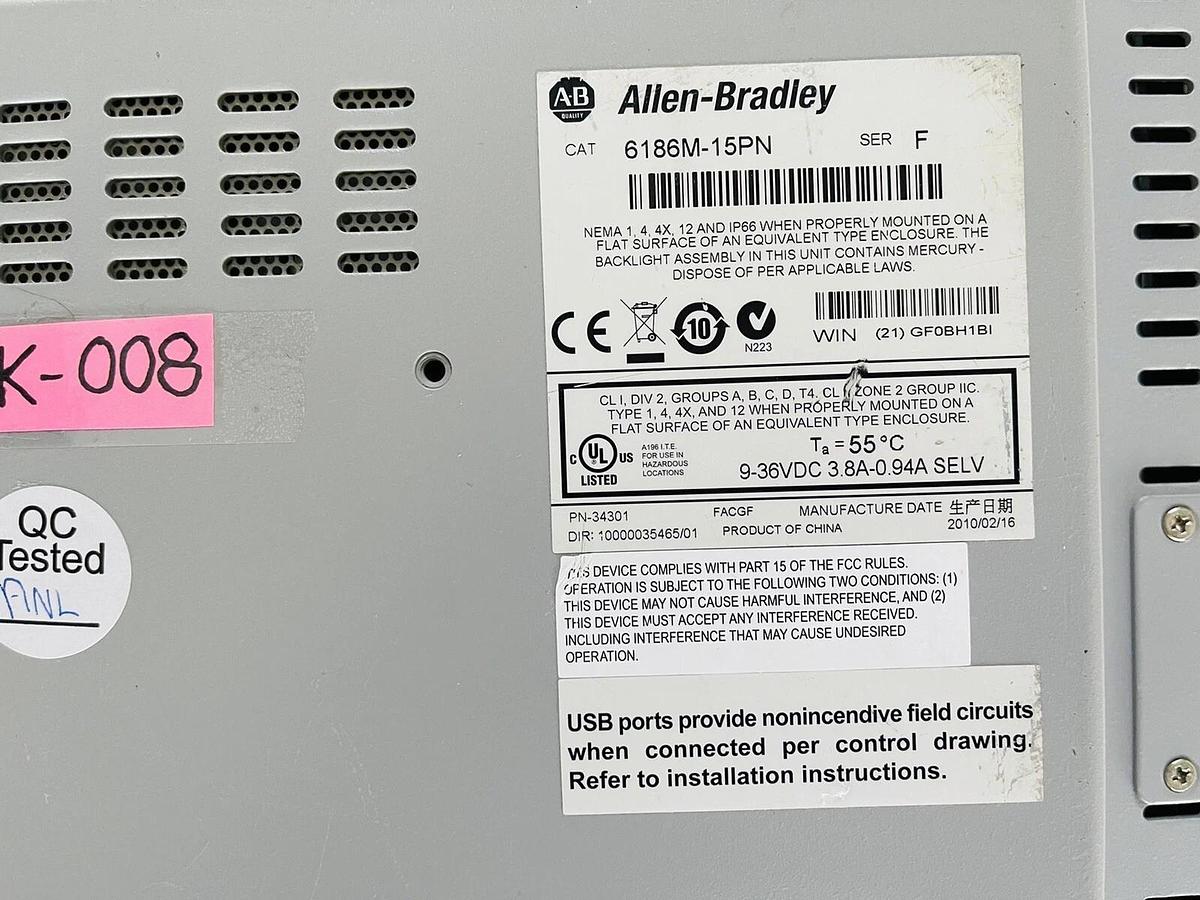 A·B
QUALITY
Allen-Bradley
CAT 6186M-15PN SER F
NEMA 1, 4, 4X, 12 AND IP66 WHEN PROPERLY MOUNTED ON A
FLAT SURFACE OF AN EQUIVALENT TYPE ENCLOSURE. THE
BACKLIGHT ASSEMBLY IN THIS UNIT CONTAINS MERCURY -
DISPOSE OF PER APPLICABLE LAWS.
CE 10 N223
WIN (21) GF0BH1BI
CL I, DIV 2, GROUPS A, B, C, D, T4. CL ZONE 2 GROUP IIC.
TYPE 1, 4, 4X, AND 12 WHEN PROPERLY MOUNTED ON A
FLAT SURFACE OF AN EQUIVALENT TYPE ENCLOSURE.
C UL US LISTED
A196 I.T.E.
FOR USE IN
HAZARDOUS
LOCATIONS
Ta = 55 °C
9-36VDC 3.8A-0.94A SELV
PN-34301 FACGF MANUFACTURE DATE 生产日期
DIR: 10000035465/01 PRODUCT OF CHINA 2010/02/16
DEVICE COMPLIES WITH PART 15 OF THE FCC RULES.
OPERATION IS SUBJECT TO THE FOLLOWING TWO CONDITIONS: (1)
THIS DEVICE MAY NOT CAUSE HARMFUL INTERFERENCE, AND (2)
THIS DEVICE MUST ACCEPT ANY INTERFERENCE RECEIVED.
INCLUDING INTERFERENCE THAT MAY CAUSE UNDESIRED
OPERATION.
USB ports provide nonincendive field circuits
when connected per control drawing.
Refer to installation instructions.
K-008
QC
Tested